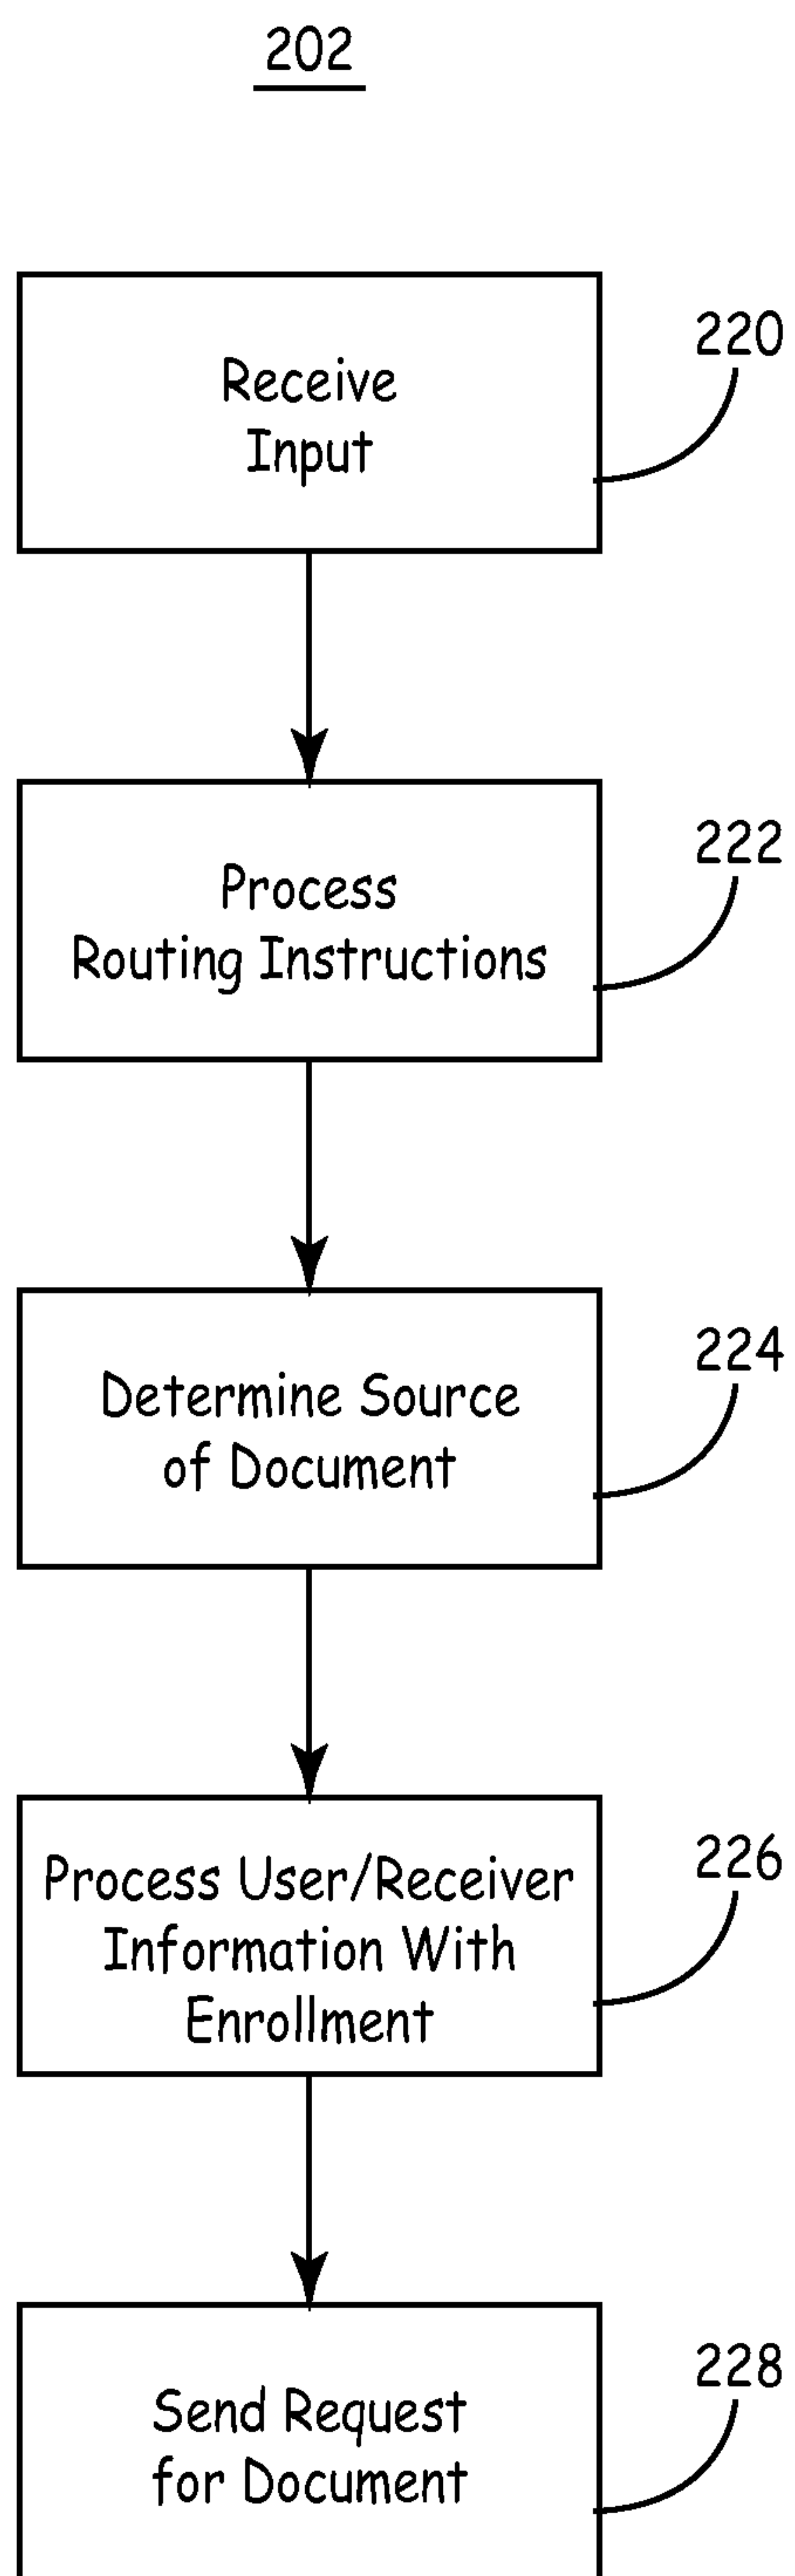 202
Receive
Input
220
Process
Routing Instructions
222
Determine Source
of Document
224
Process User/Receiver
Information With
Enrollment
226
Send Request
for Document
228